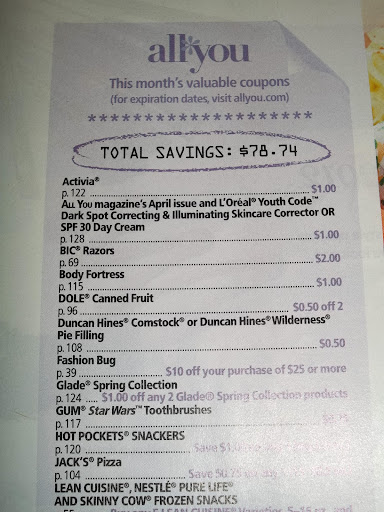 all*you
This month's valuable coupons
(for expiration dates, visit allyou.com)
********************
TOTAL SAVINGS: $78.74
Activia®
p. 122 $1.00
ALL YOU magazine's April issue and L'Oréal® Youth Code™
Dark Spot Correcting & Illuminating Skincare Corrector OR
SPF 30 Day Cream
p. 128 $1.00
BIC® Razors
p. 69 $2.00
Body Fortress
p. 115 $1.00
DOLE® Canned Fruit
p. 96 $0.50 off 2
Duncan Hines® Comstock® or Duncan Hines® Wilderness®
Pie Filling
p. 108 $0.50
Fashion Bug
p. 39 $10 off your purchase of $25 or more
Glade® Spring Collection
p. 124 ..... $1.00 off any 2 Glade® Spring Collection products
GUM® Star Wars™ Toothbrushes
p. 117
HOT POCKETS® SNACKERS
p. 120 Save
JACK'S® Pizza
p. 104 Save
LEAN CUISINE®, NESTLÉ® PURE LIFE®
AND SKINNY COW® FROZEN SNACKS